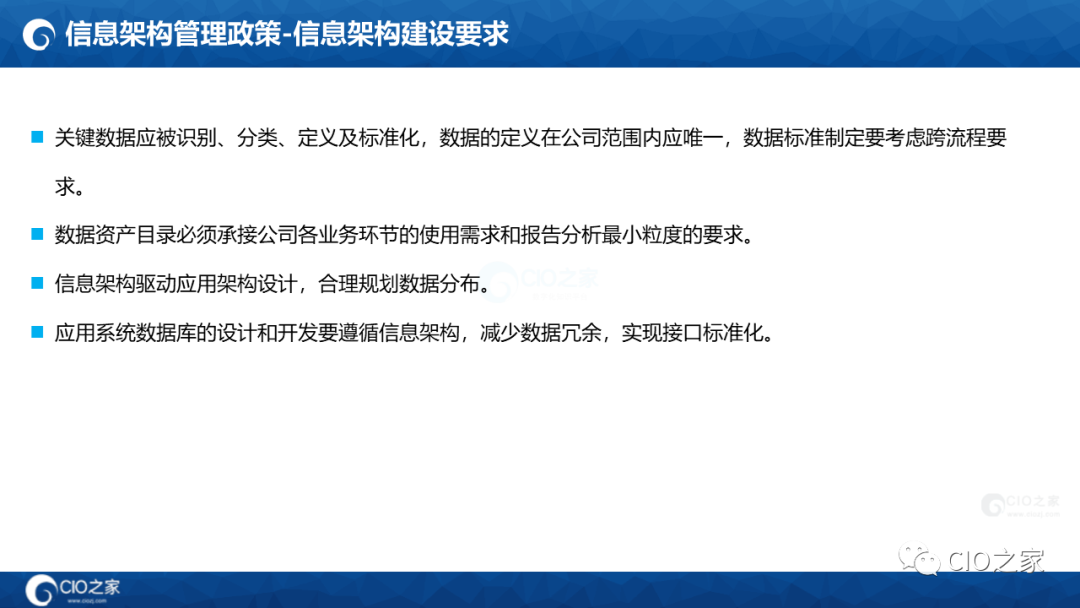 信息架构管理政策-信息架构建设要求
关键数据应被识别、分类、定义及标准化，数据的定义在公司范围内应唯一，数据标准制定要考虑跨流程要
求。
数据资产目录必须承接公司各业务环节的使用需求和报告分析最小粒度的要求。
信息架构驱动应用架构设计，合理规划数据分布。
CIO之家
应用系统数据库的设计和开发要遵循信息架构，减少数据冗余，实现接口标准化。
CIO之家
www.ciozj.com
CIO之家
CIO之家
www.ciozj.com